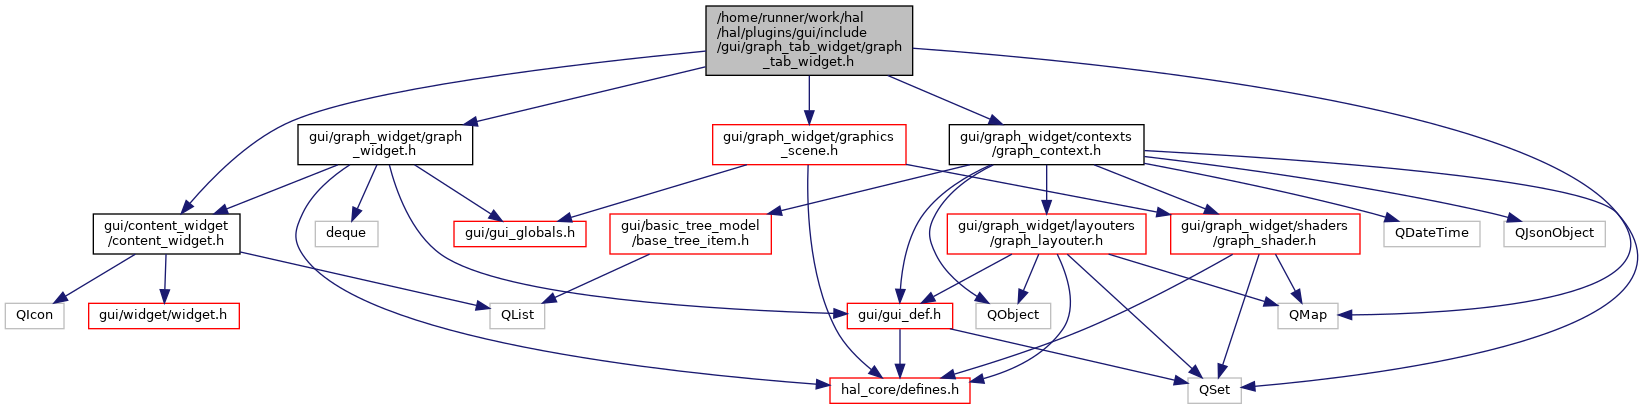 /home/runner/work/hal
/hal/plugins/gui/include
/gui/graph_tab_widget/graph
_tab_widget.h
gui/graph_widget/graph
_widget.h
gui/graph_widget/graphics
_scene.h
gui/graph_widget/contexts
/graph_context.h
gui/content_widget
/content_widget.h
deque
gui/gui_globals.h
gui/basic_tree_model
/base_tree_item.h
gui/graph_widget/layouters
/graph_layouter.h
gui/graph_widget/shaders
/graph_shader.h
QDateTime
QJsonObject
QIcon
gui/widget/widget.h
QList
gui/gui_def.h
QObject
QMap
hal_core/defines.h
QSet